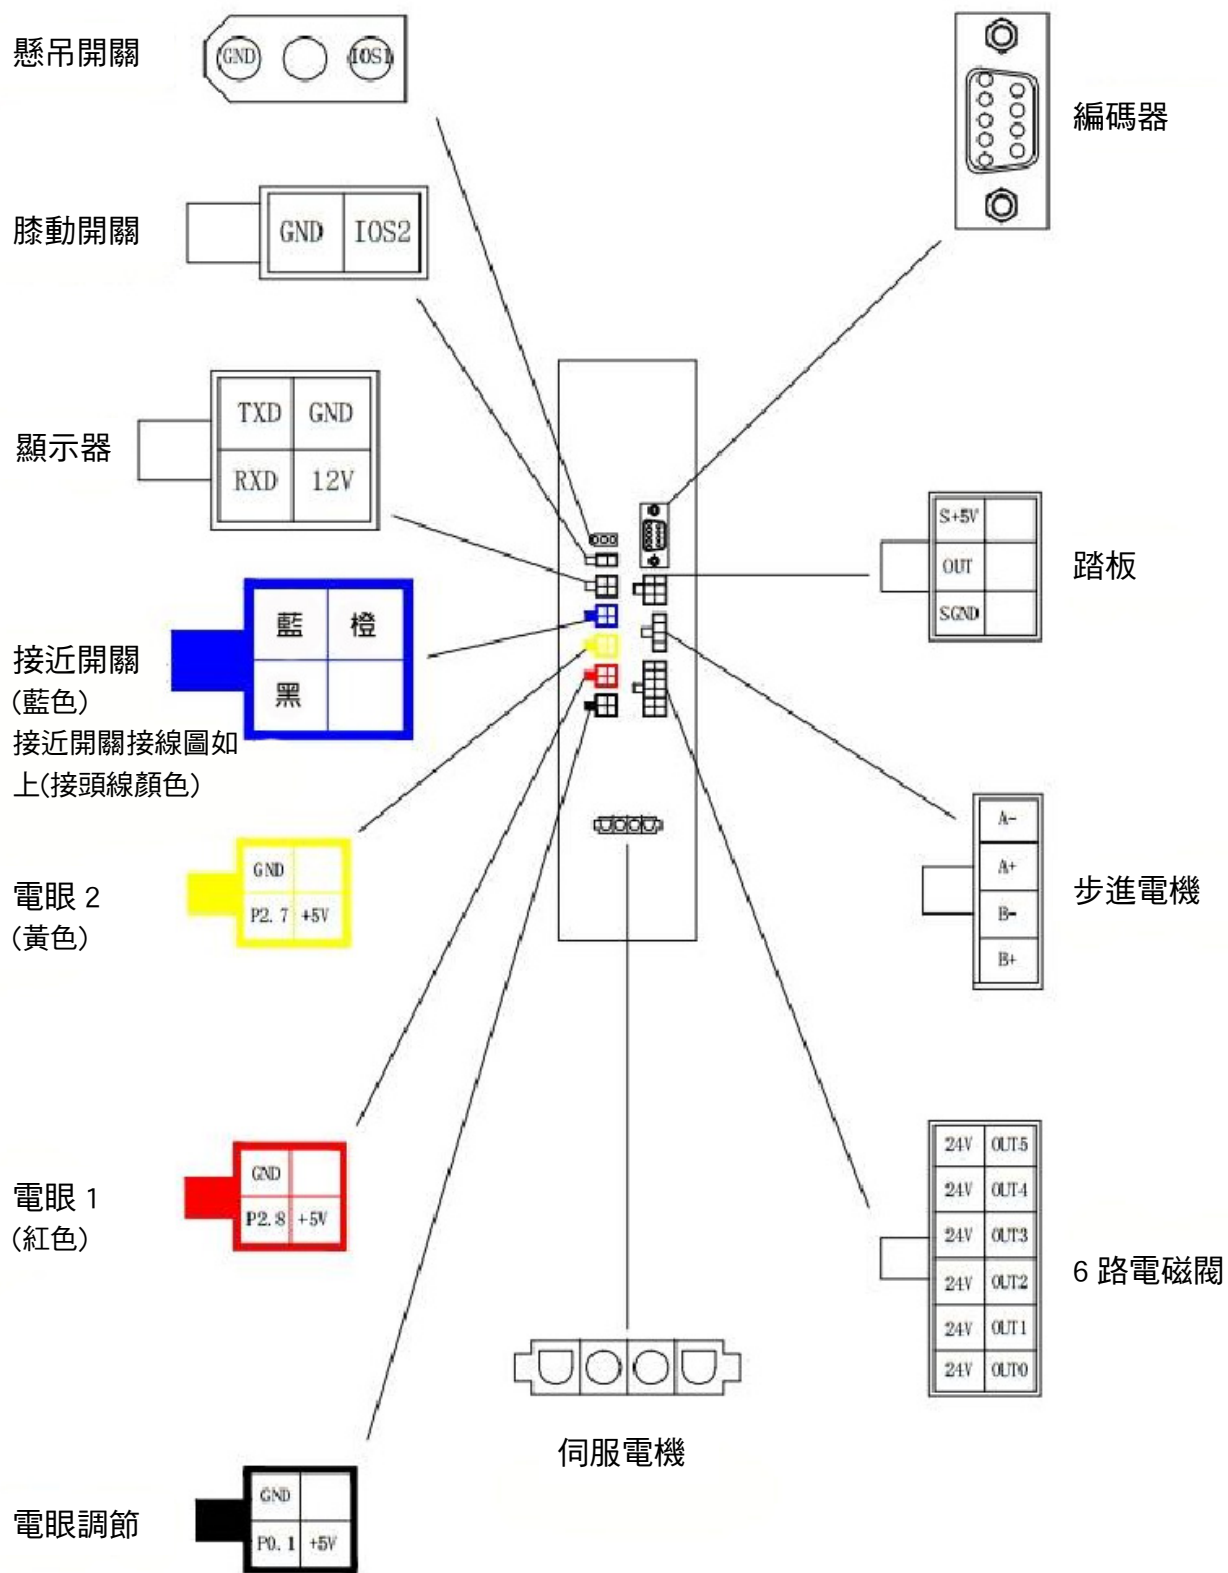 懸吊開關
GND IOS1
編碼器
膝動開關
GND IOS2
顯示器
TXD GND
RXD 12V
S+5V
OUT
SGND
踏板
接近開關
(藍色)
接近開關接線圖如
上(接頭線顏色)
藍 橙
黑
電眼 2
(黃色)
GND
P2.7 +5V
A-
A+
B-
B+
步進電機
電眼 1
(紅色)
GND
P2.8 +5V
24V OUT5
24V OUT4
24V OUT3
24V OUT2
24V OUT1
24V OUT0
6 路電磁閥
伺服電機
電眼調節
GND
P0.1 +5V